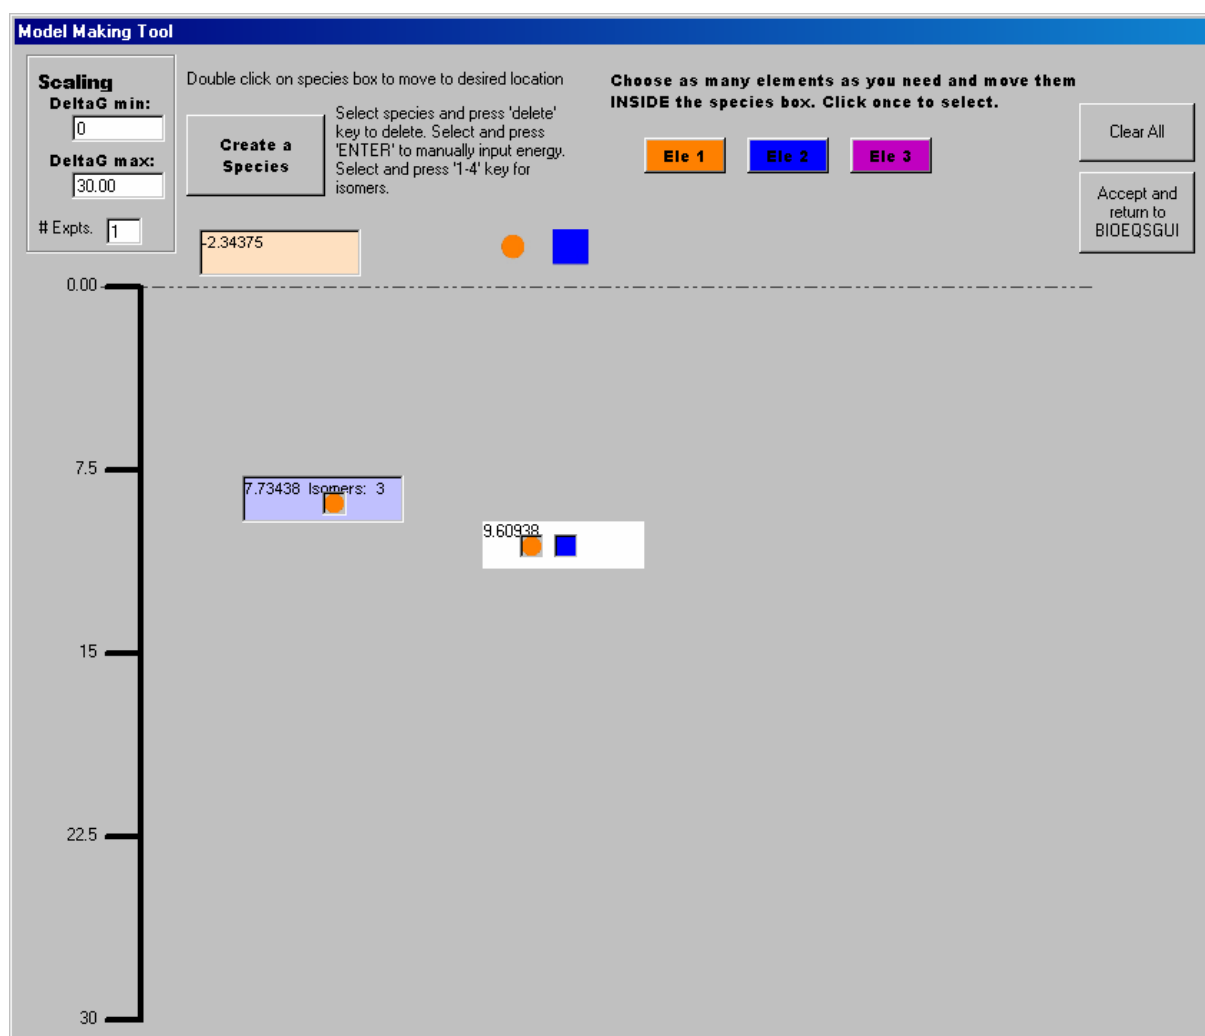 Model Making Tool
Scaling
DeltaG min:
0
DeltaG max:
30.00
# Expts.
1
Double click on species box to move to desired location
Create a
Species
Select species and press 'delete'
key to delete. Select and press
'ENTER' to manually input energy.
Select and press '1-4' key for
isomers.
Choose as many elements as you need and move them
INSIDE the species box. Click once to select.
Ele 1
Ele 2
Ele 3
Clear All
Accept and
return to
BIOEQSGUI
-2.34375
0.00
7.5
7.73438 Isomers: 3
9.60938
15
22.5
30